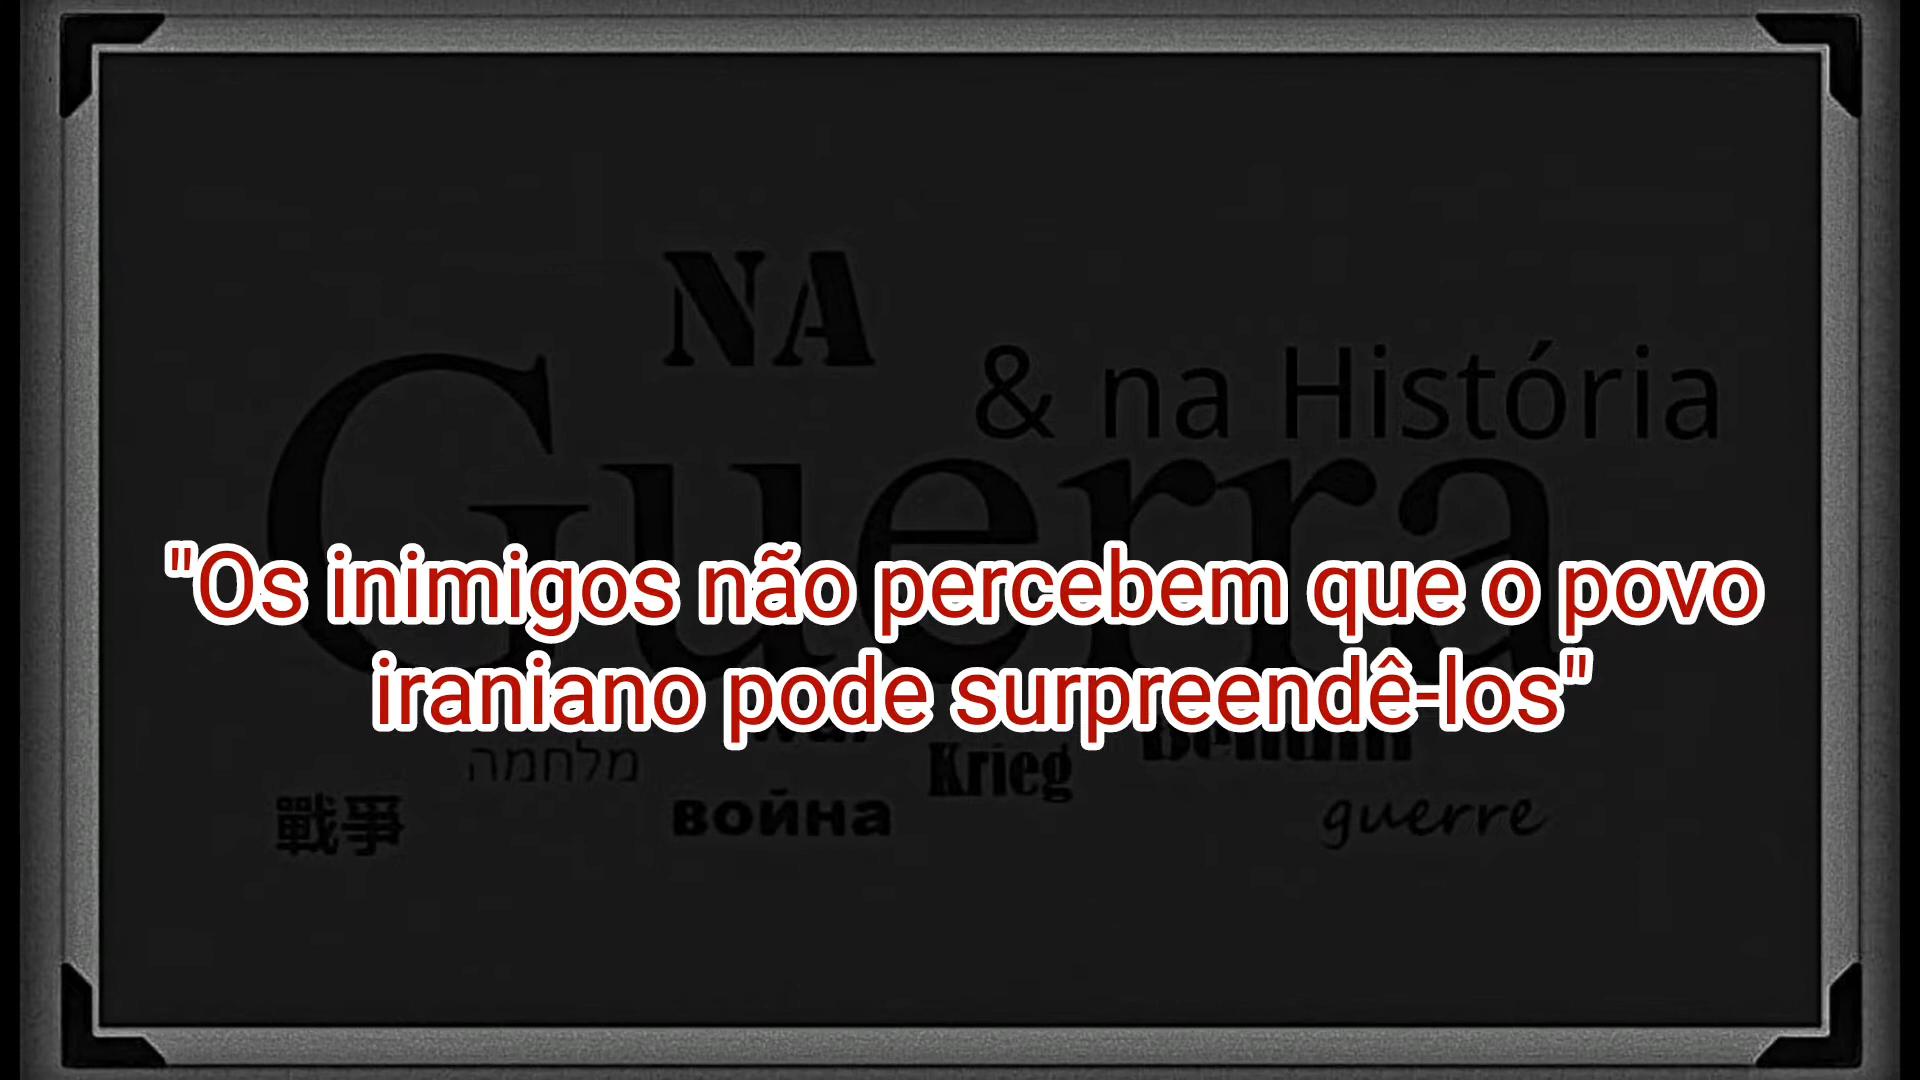 NA
& na História
Guerra
"Os inimigos não percebem que o povo
iraniano pode surpreendê-los"
מלחמה
Krieg
戰爭
война
guerre